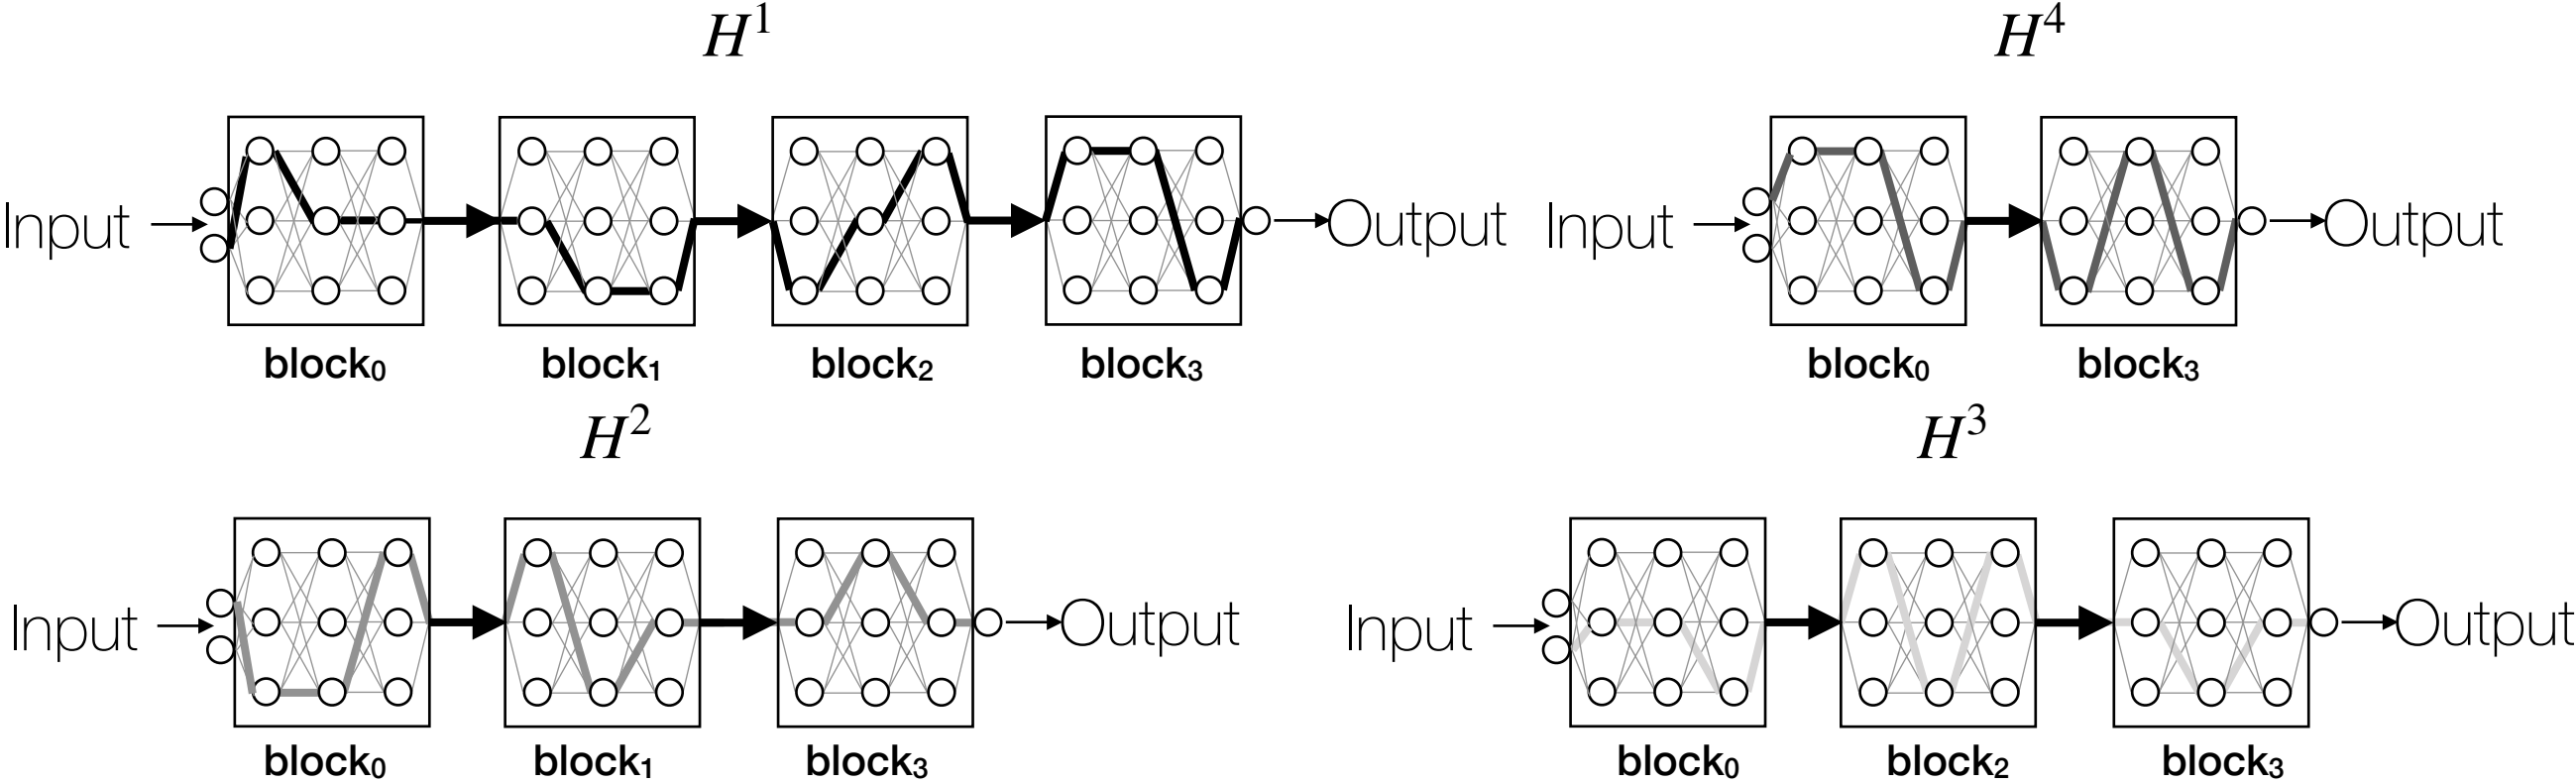 H¹ H⁴
Input Output Input Output
block₀ block₁ block₂ block₃ block₀ block₃
H² H³
Input Output Input Output
block₀ block₁ block₃ block₀ block₂ block₃